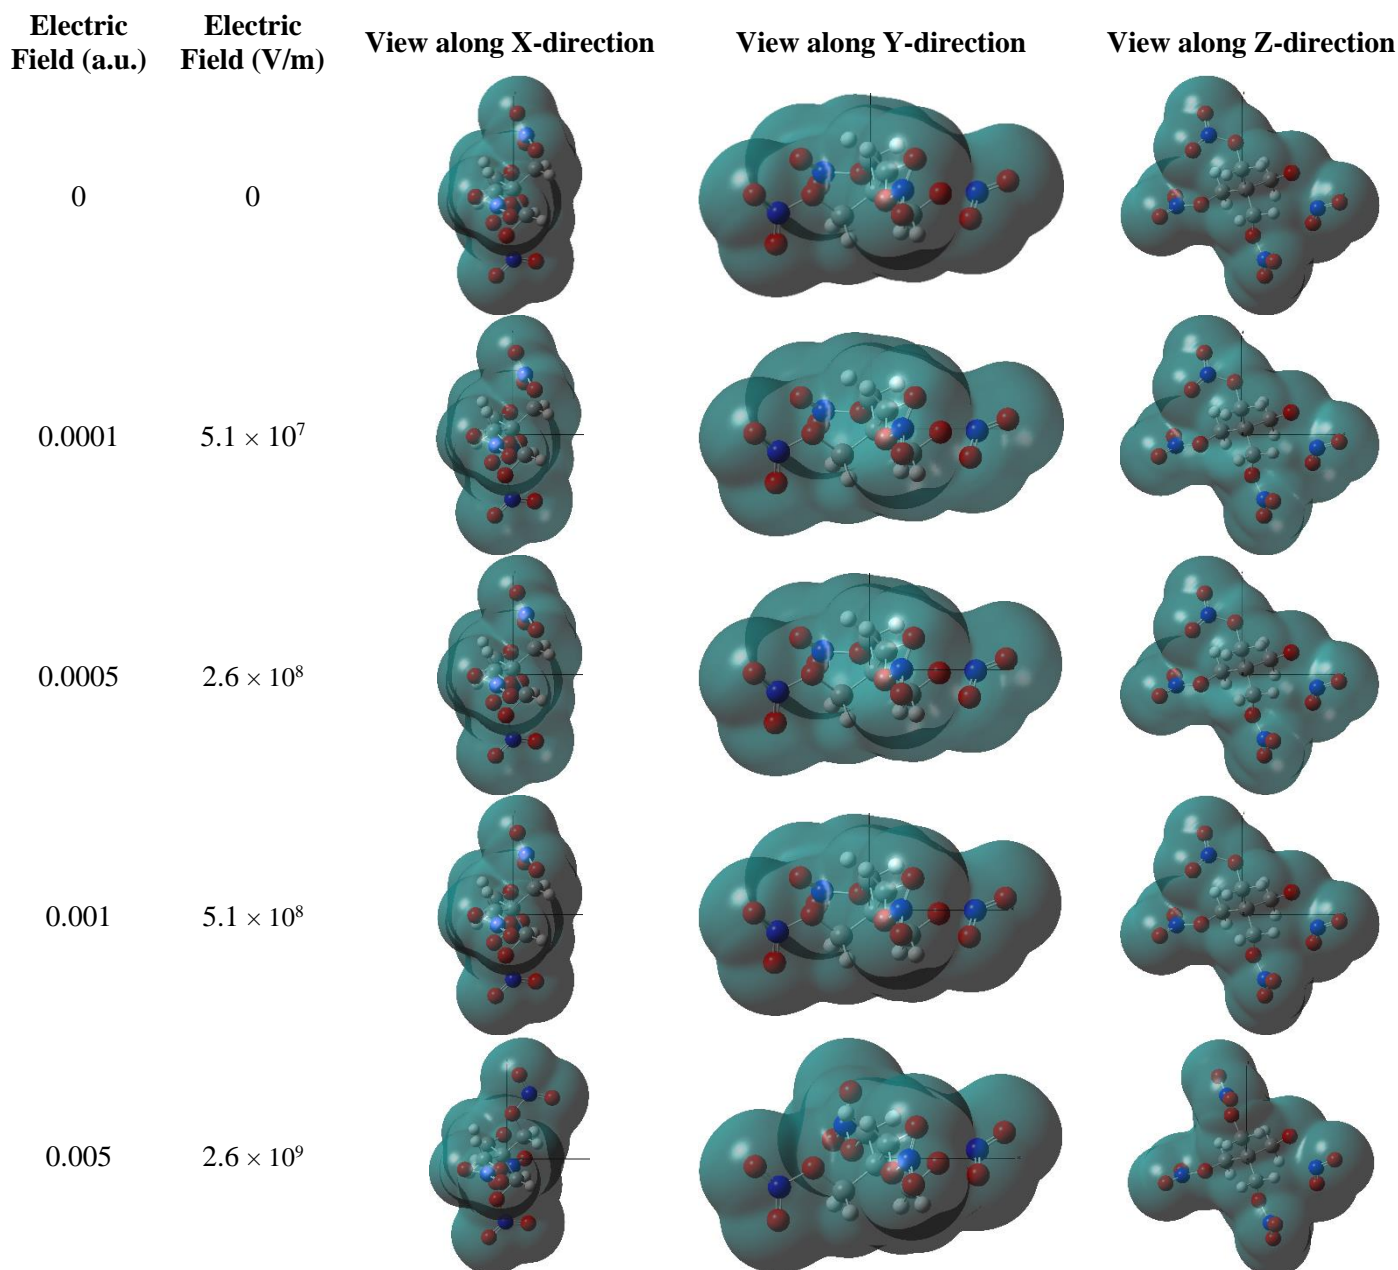 Electric Field (a.u.)
Electric Field (V/m)
View along X-direction
View along Y-direction
View along Z-direction
0 0
0.0001 5.1 × 10⁷
0.0005 2.6 × 10⁸
0.001 5.1 × 10⁸
0.005 2.6 × 10⁹